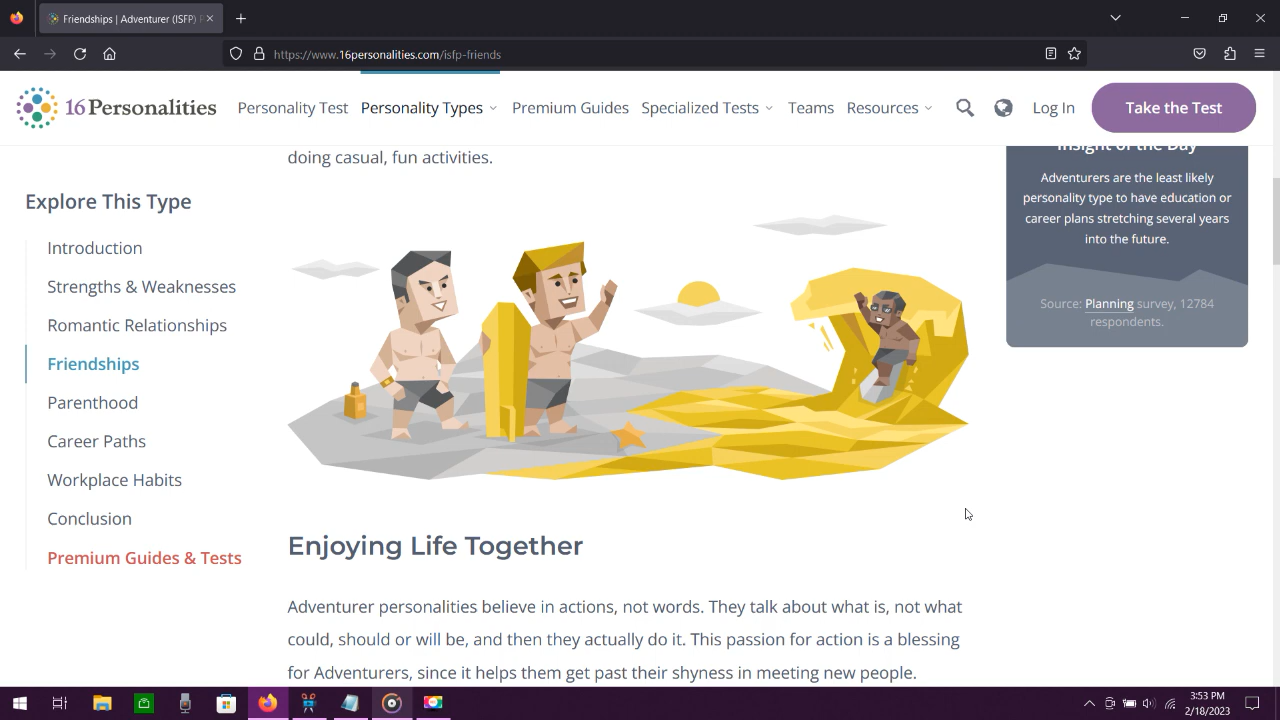 Friendships | Adventurer (ISFP) P
https://www.16personalities.com/isfp-friends
16Personalities
Personality Test
Personality Types
Premium Guides
Specialized Tests
Teams
Resources
Log In
Take the Test
doing casual, fun activities.
Explore This Type
Introduction
Strengths & Weaknesses
Romantic Relationships
Friendships
Parenthood
Career Paths
Workplace Habits
Conclusion
Premium Guides & Tests
Insight of the Day
Adventurers are the least likely
personality type to have education or
career plans stretching several years
into the future.
Source: Planning survey, 12784
respondents.
Enjoying Life Together
Adventurer personalities believe in actions, not words. They talk about what is, not what
could, should or will be, and then they actually do it. This passion for action is a blessing
for Adventurers, since it helps them get past their shyness in meeting new people.
3:53 PM
2/18/2023